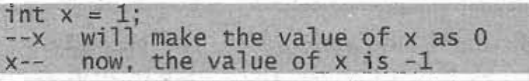 int x = 1;
--x will make the value of x as 0
x-- now, the value of x is -1